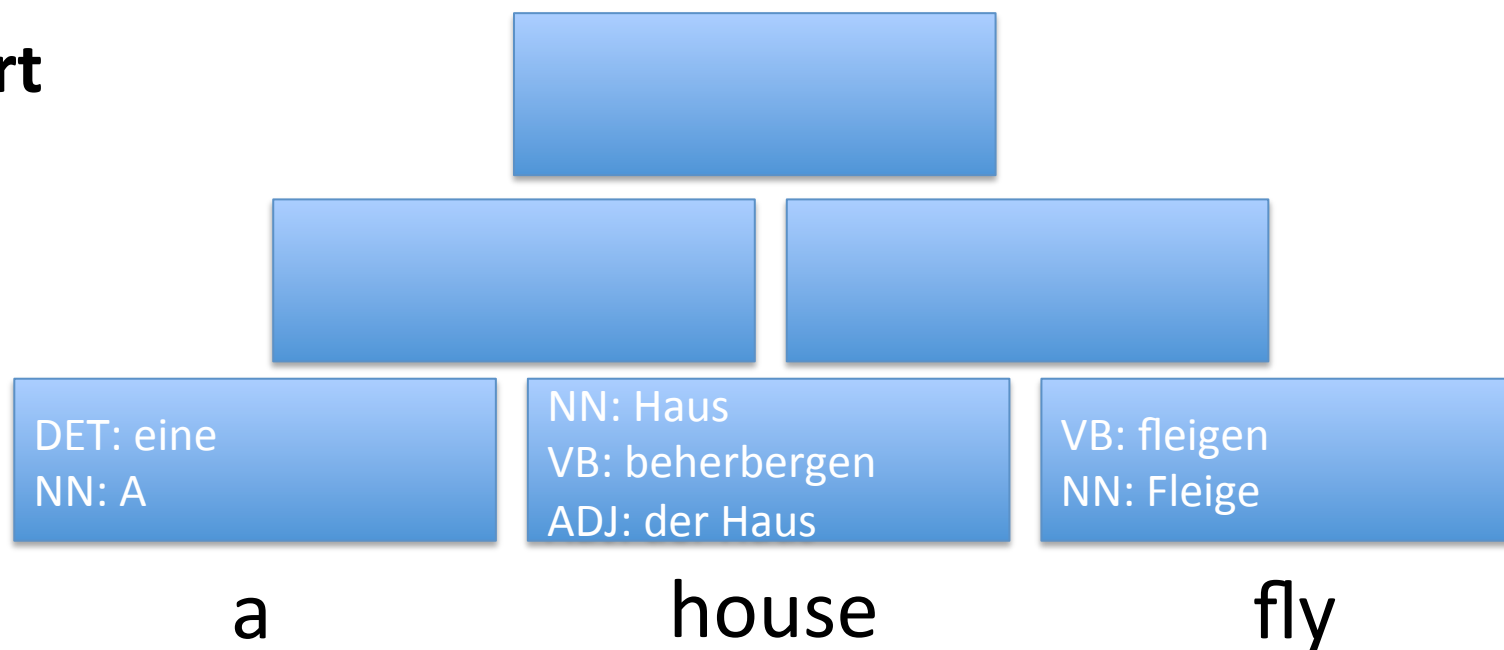 rt
DET: eine
NN: A
NN: Haus
VB: beherbergen
ADJ: der Haus
VB: fleigen
NN: Fleige
a
house
fly